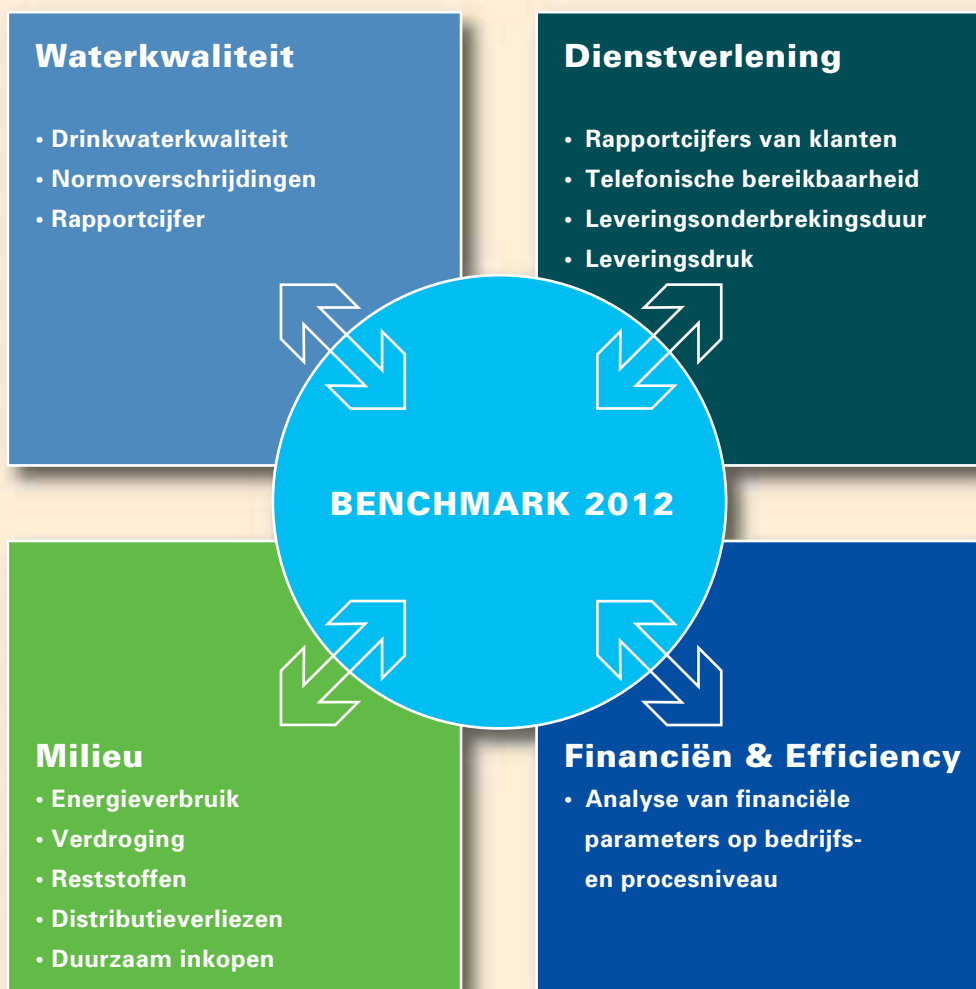 Waterkwaliteit
• Drinkwaterkwaliteit
• Normoverschrijdingen
• Rapportcijfer
Dienstverlening
• Rapportcijfers van klanten
• Telefonische bereikbaarheid
• Leveringsonderbrekingsduur
• Leveringsdruk
BENCHMARK 2012
Milieu
• Energieverbruik
• Verdroging
• Reststoffen
• Distributieverliezen
• Duurzaam inkopen
Financiën & Efficiency
• Analyse van financiële
parameters op bedrijfs-
en procesniveau